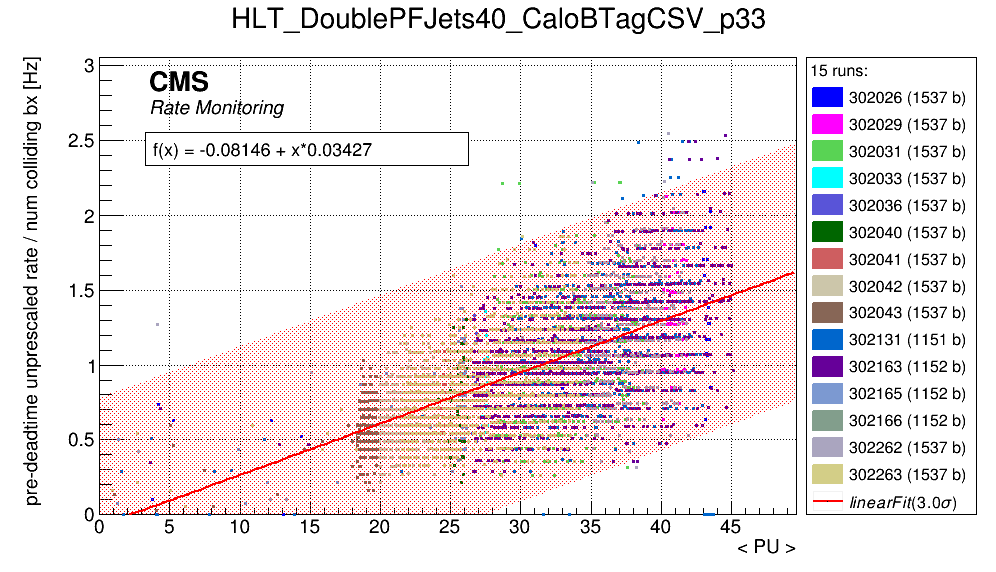 HLT_DoublePFJets40_CaloBTagCSV_p33
pre-deadtime unprescaled rate / num colliding bx [Hz]
CMS
Rate Monitoring
f(x) = -0.08146 + x*0.03427
3
2.5
2
1.5
1
0.5
0
0 5 10 15 20 25 30 35 40 45
< PU >
15 runs:
302026 (1537 b)
302029 (1537 b)
302031 (1537 b)
302033 (1537 b)
302036 (1537 b)
302040 (1537 b)
302041 (1537 b)
302042 (1537 b)
302043 (1537 b)
302131 (1151 b)
302163 (1152 b)
302165 (1152 b)
302166 (1152 b)
302262 (1537 b)
302263 (1537 b)
linearFit(3.0σ)